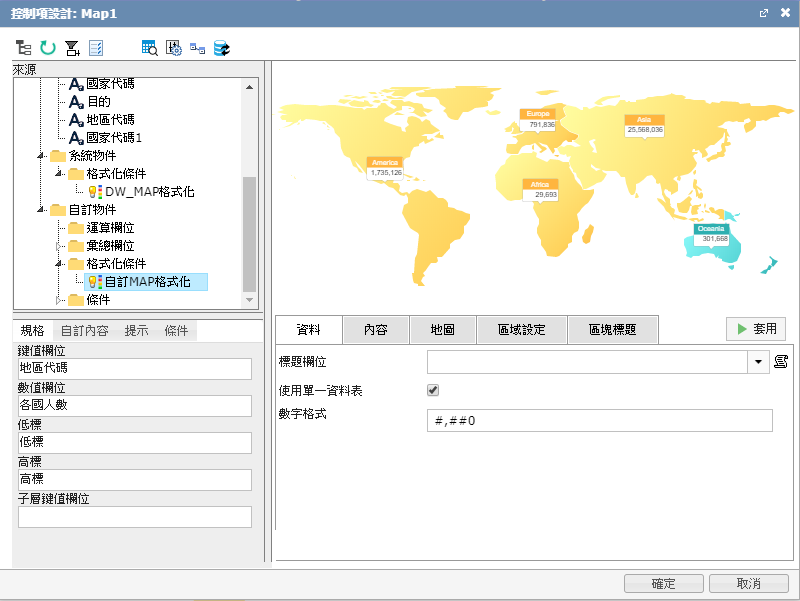 控制項設計: Map1
來源
國家代碼
目的
地區代碼
國家代碼1
系統物件
格式化條件
DW_MAP格式化
自訂物件
運算欄位
彙總欄位
格式化條件
自訂MAP格式化
條件
規格 自訂內容 提示 條件
鍵值欄位
地區代碼
數值欄位
各國人數
低標
低標
高標
高標
子層鍵值欄位
Europe
791,836
Asia
25,568,036
America
1,735,126
Africa
29,693
Oceania
301,668
資料 內容 地圖 區域設定 區塊標題
套用
標題欄位
使用單一資料表
數字格式
#,##0
確定 取消